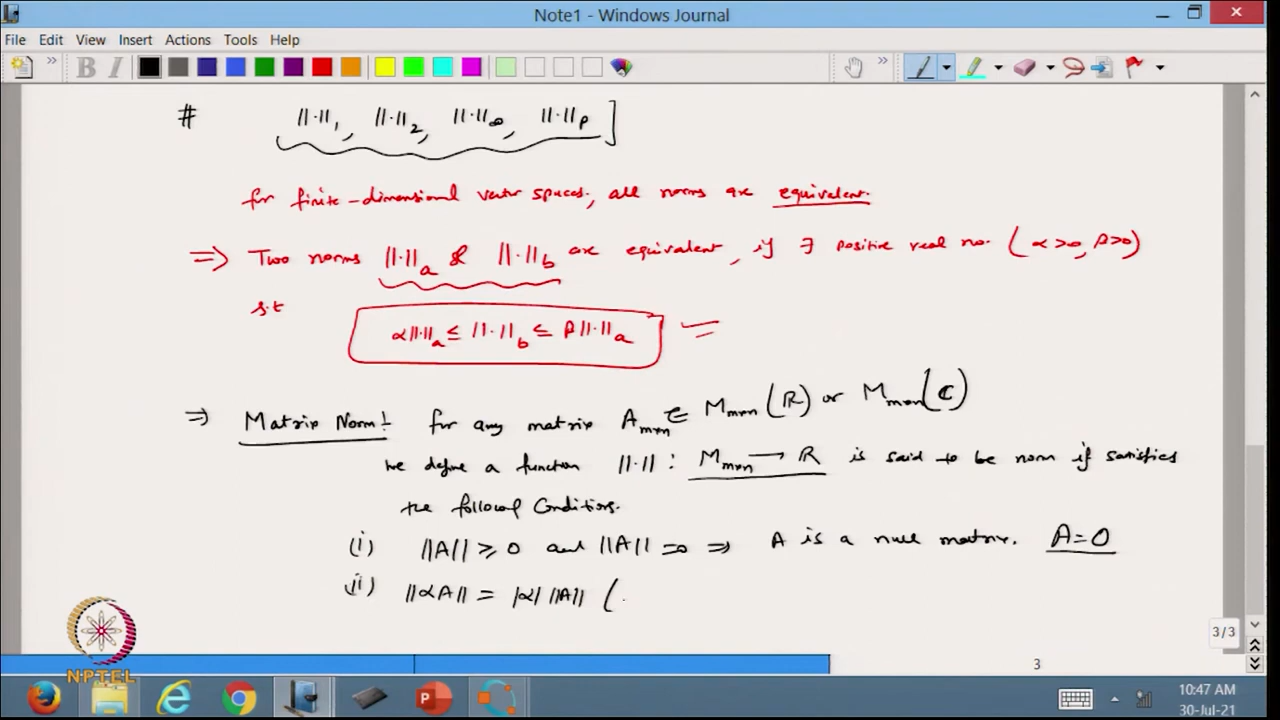 Note1 - Windows Journal
File Edit View Insert Actions Tools Help
# ||·||₁, ||·||₂, ||·||∞, ||·||p ]
for finite-dimensional vector spaces, all norms are equivalent.
⇒ Two norms ||·||a & ||·||b are equivalent, if ∃ positive real no. (α>0, β>0)
s.t
α||·||a ≤ ||·||b ≤ β||·||a
⇒ Matrix Norm! for any matrix Amxn ∈ Mmxn(ℝ) or Mmxn(ℂ)
We define a function ||·|| : Mmxn → ℝ is said to be norm if satisfies
the followed Conditions.
(i) ||A|| ≥ 0 and ||A|| =0 ⇒ A is a null matrix. A=0
(ii) ||αA|| = |α| ||A|| (
3/3
3
NPTEL
10:47 AM
30-Jul-21